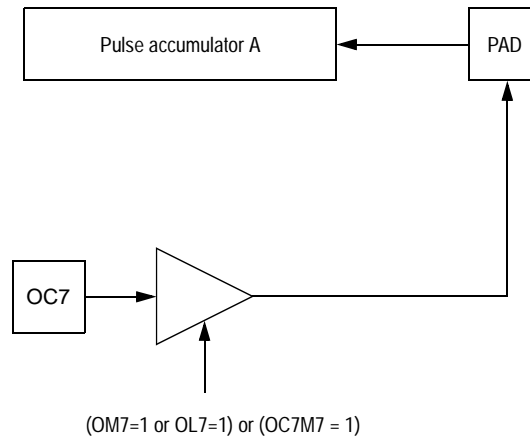 Pulse accumulator A
PAD
OC7
(OM7=1 or OL7=1) or (OC7M7 = 1)